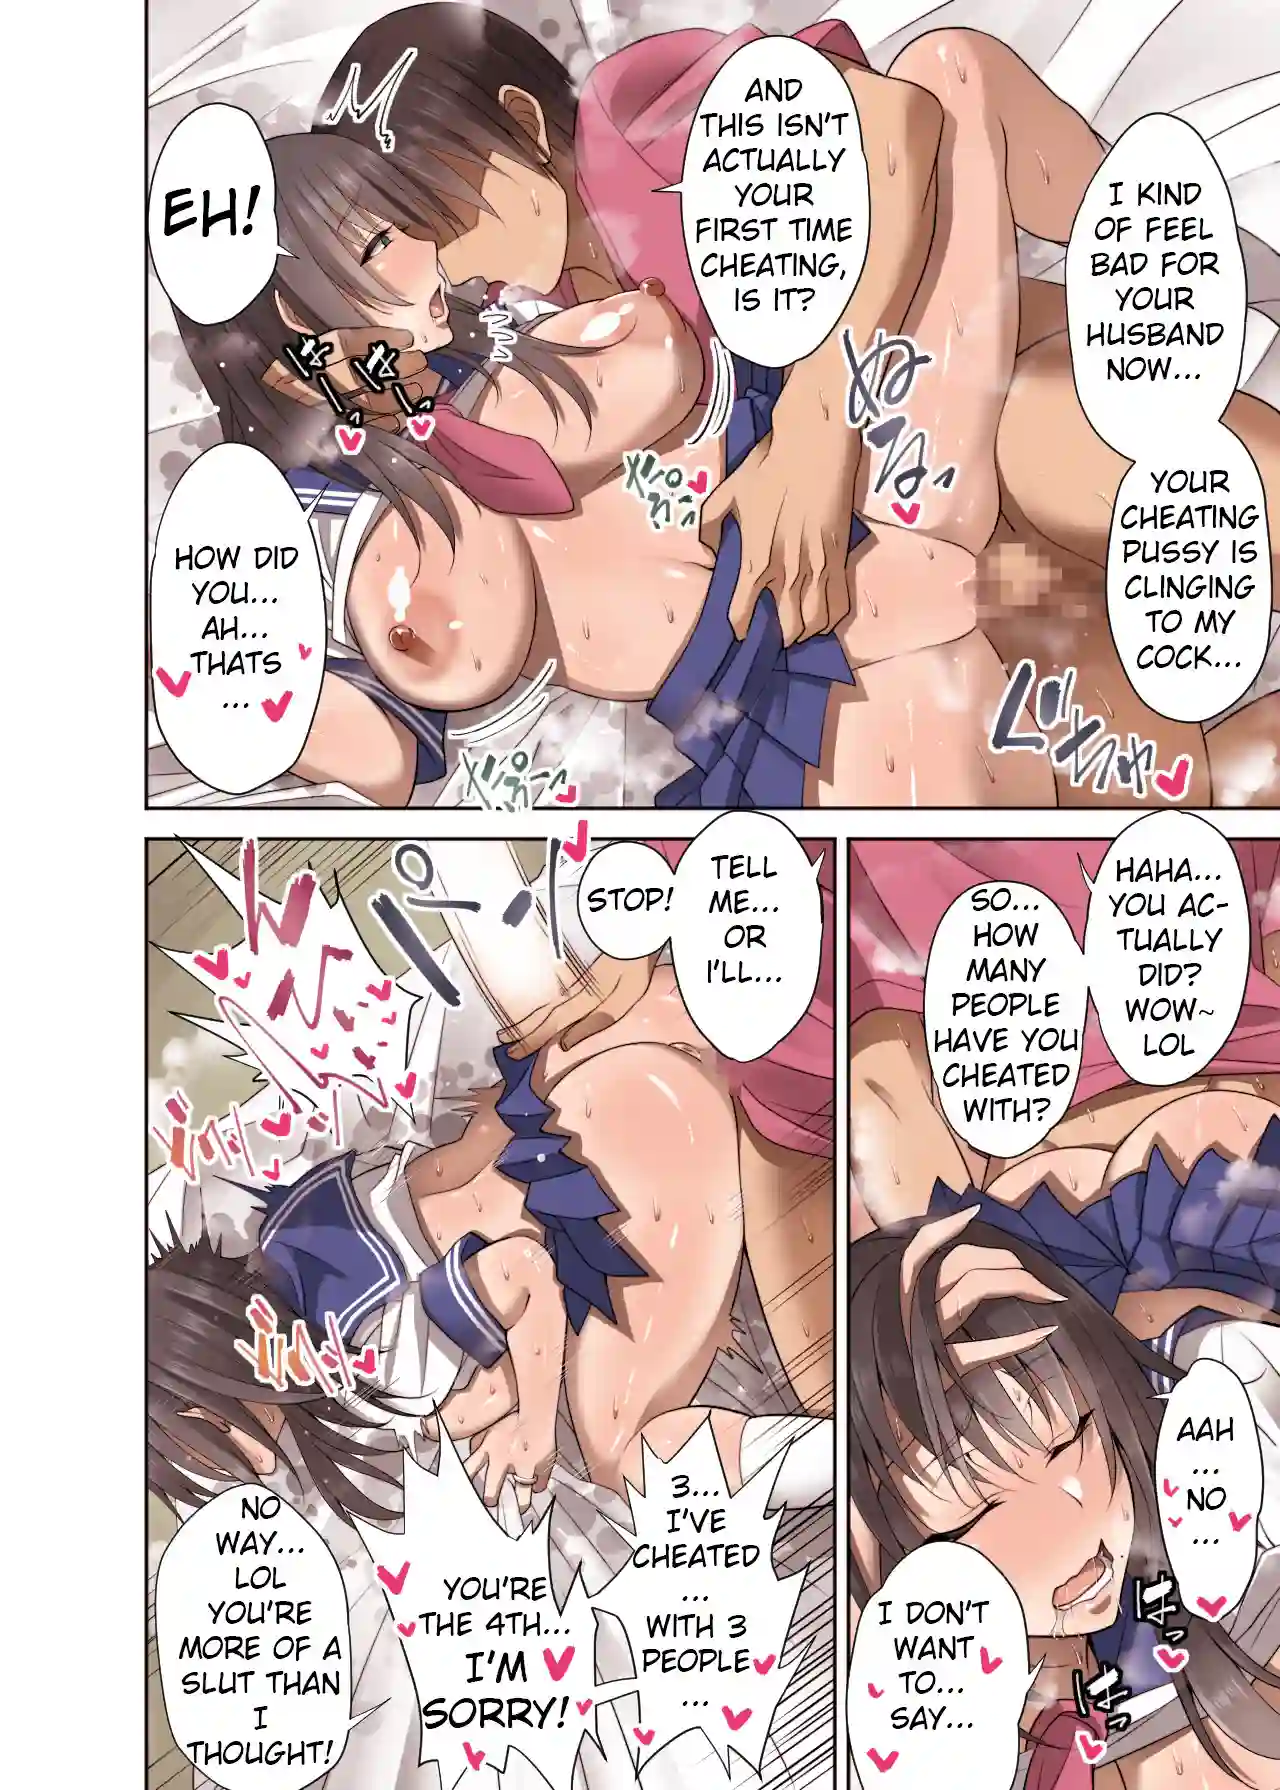 I KIND
OF FEEL
BAD FOR
YOUR
HUSBAND
NOW...
YOUR
CHEATING
PUSSY IS
CLINGING
TO MY
COCK...
AND
THIS ISN'T
ACTUALLY
YOUR
FIRST TIME
CHEATING,
IS IT?
EH!
HOW DID
YOU...
AH...
THATS
...
HAHA...
YOU AC-
TUALLY
DID?
WOW~
LOL
SO...
HOW
MANY
PEOPLE
HAVE YOU
CHEATED
WITH?
AAH
...
NO
...
I DON'T
WANT
TO...
SAY...
TELL
ME...
OR
I'LL...
STOP!
3...
I'VE
CHEATED
...
WITH 3
PEOPLE
...
YOU'RE
THE 4TH...
I'M
SORRY!
NO
WAY...
LOL
YOU'RE
MORE OF A
SLUT THAN
I
THOUGHT!